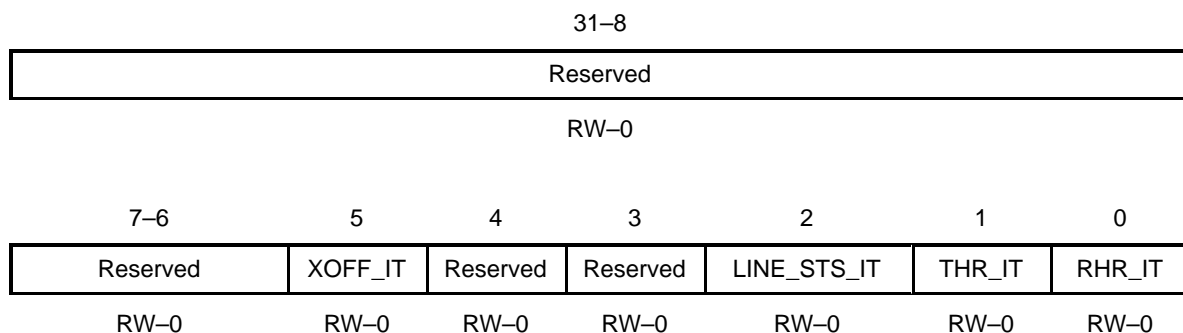 31–8
Reserved
RW–0
7–6 5 4 3 2 1 0
Reserved XOFF_IT Reserved Reserved LINE_STS_IT THR_IT RHR_IT
RW–0 RW–0 RW–0 RW–0 RW–0 RW–0 RW–0